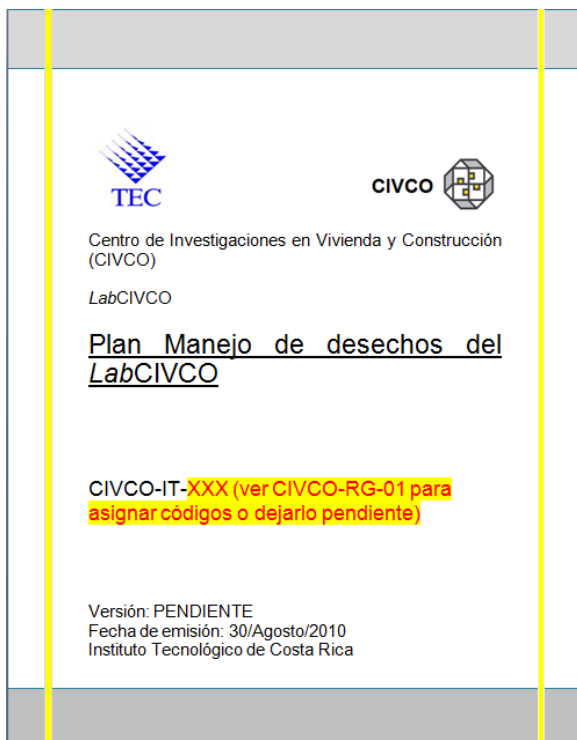 TEC
CIVCO
Centro de Investigaciones en Vivienda y Construcción
(CIVCO)
LabCIVCO
Plan Manejo de desechos del
LabCIVCO
CIVCO-IT-XXX (ver CIVCO-RG-01 para
asignar códigos o dejarlo pendiente)
Versión: PENDIENTE
Fecha de emisión: 30/Agosto/2010
Instituto Tecnológico de Costa Rica